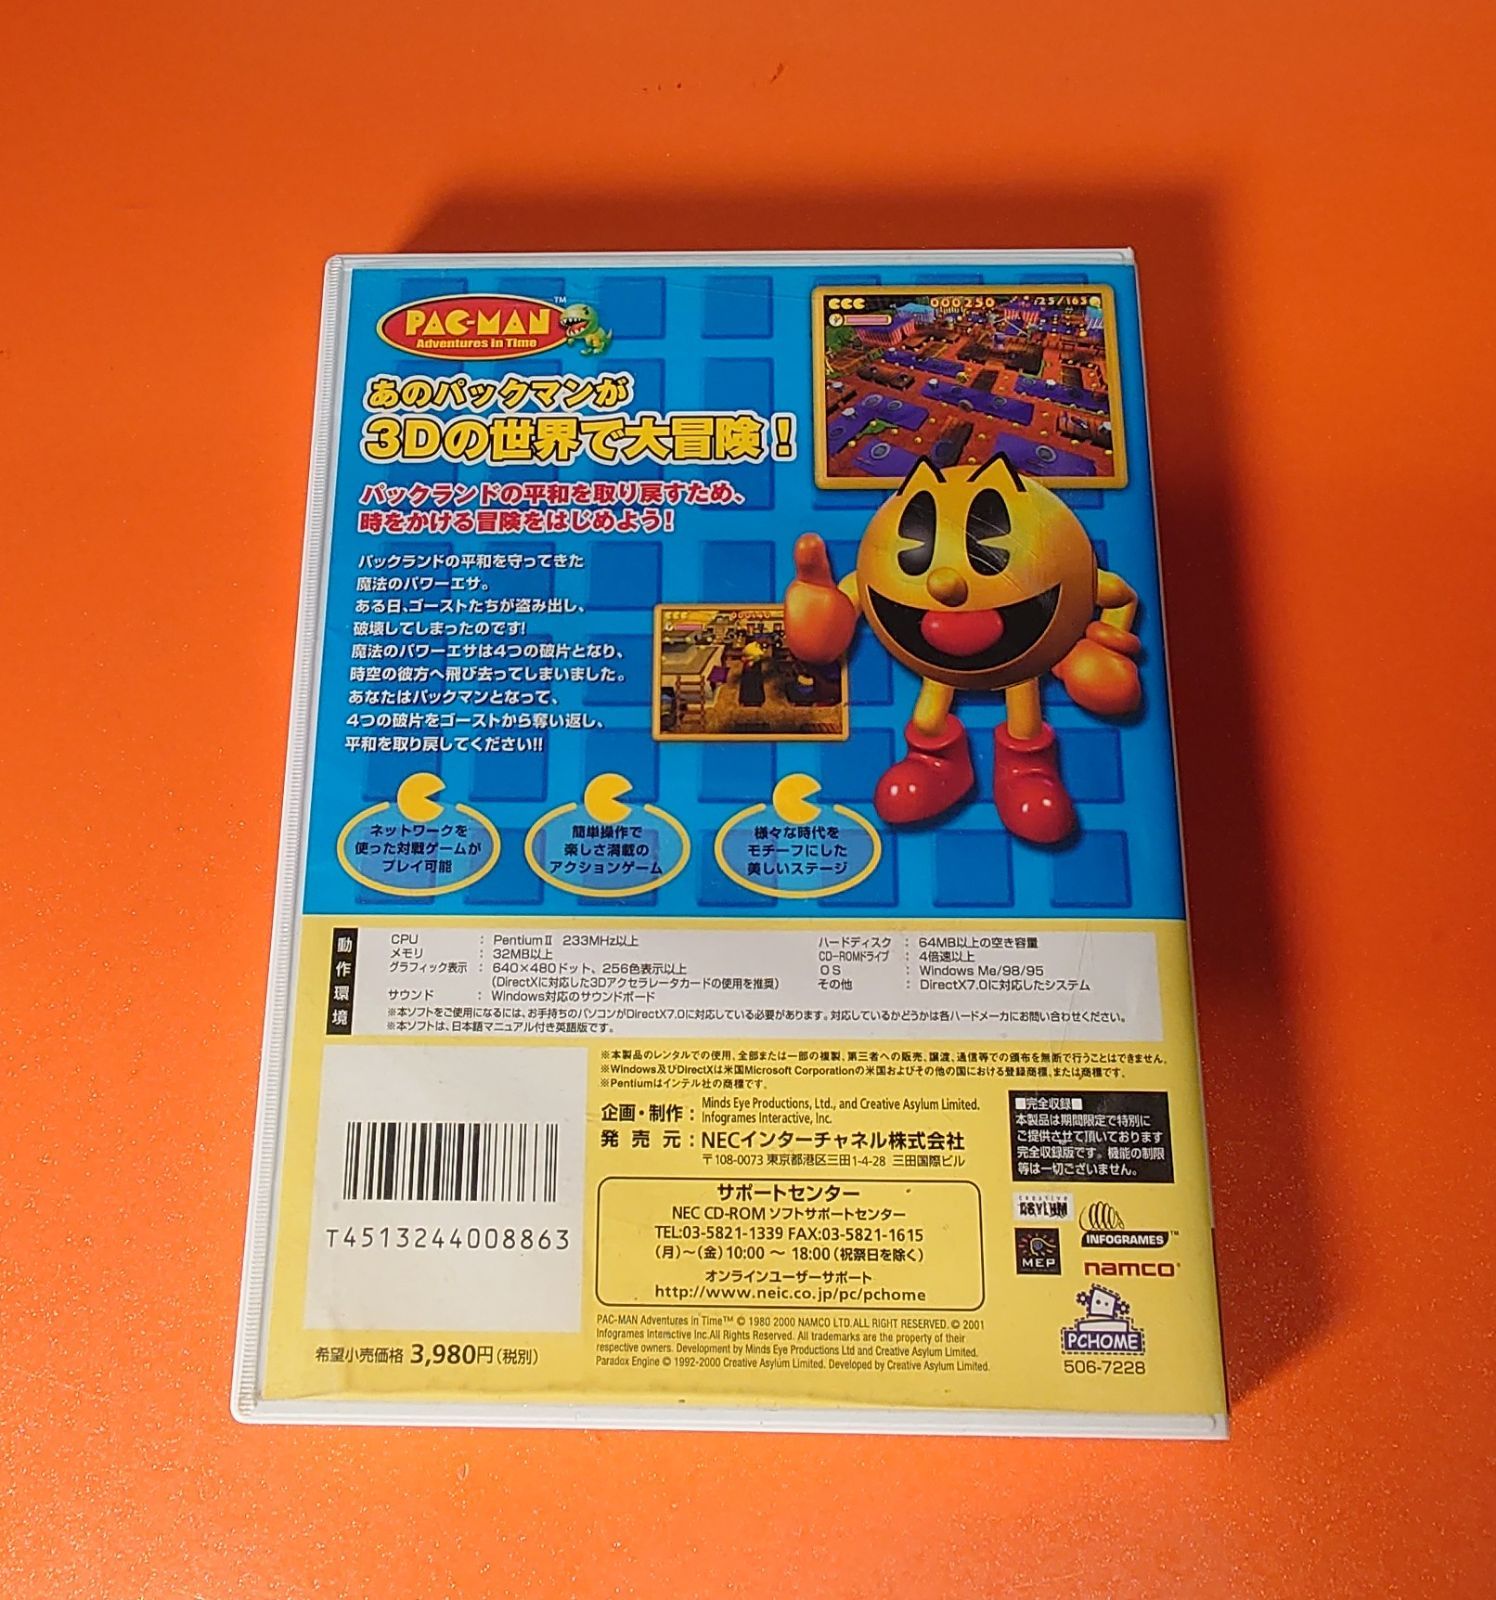 PAC-MAN™
Adventures in Time
000250
25/163
あのパックマンが
3Dの世界で大冒険！
パックランドの平和を取り戻すため、
時をかける冒険をはじめよう！
パックランドの平和を守ってきた
魔法のパワーエサ。
ある日、ゴーストたちが盗み出し、
破壊してしまったのです!
魔法のパワーエサは4つの破片となり、
時空の彼方へ飛び去ってしまいました。
あなたはパックマンとなって、
4つの破片をゴーストから奪い返し、
平和を取り戻してください!!
ネットワークを
使った対戦ゲームが
プレイ可能
簡単操作で
楽しさ満載の
アクションゲーム
様々な時代を
モチーフにした
美しいステージ
動作環境
CPU : PentiumⅡ 233MHz以上
メモリ : 32MB以上
グラフィック表示 : 640×480ドット、256色表示以上
(DirectXに対応した3Dアクセラレータカードの使用を推奨)
サウンド : Windows対応のサウンドボード
ハードディスク : 64MB以上の空き容量
CD-ROMドライブ : 4倍速以上
OS : Windows Me/98/95
その他 : DirectX7.0に対応したシステム
※本ソフトをご使用になるには、お手持ちのパソコンがDirectX7.0に対応している必要があります。対応しているかどうかは各ハードメーカにお問い合わせください。
※本ソフトは、日本語マニュアル付き英語版です。
※本製品のレンタルでの使用、全部または一部の複製、第三者への販売、譲渡、通信等での頒布を無断で行うことはできません。
※Windows及びDirectXは米国Microsoft Corporationの米国およびその他の国における登録商標、または商標です。
※Pentiumはインテル社の商標です。
企画・制作 : Minds Eye Productions, Ltd., and Creative Asylum Limited.
Infogrames Interactive, Inc.
発売元 : NECインターチャネル株式会社
〒108-0073 東京都港区三田1-4-28 三田国際ビル
■完全収録■
本製品は期間限定で特別に
ご提供させて頂いております
完全収録版です。機能の制限
等は一切ございません。
サポートセンター
NEC CD-ROM ソフトサポートセンター
TEL:03-5821-1339 FAX:03-5821-1615
(月)～(金)10:00 ～ 18:00(祝祭日を除く)
オンラインユーザーサポート
http://www.neic.co.jp/pc/pchome
CREATIVE
ASYLUM
INFOGRAMES™
MEP
namco®
PCHOME
506-7228
T4513244008863
希望小売価格 3,980円(税別)
PAC-MAN Adventures in Time™ © 1980 2000 NAMCO LTD.ALL RIGHT RESERVED. © 2001
Infogrames Interactive Inc.All Rights Reserved. All trademarks are the property of their
respective owners. Development by Minds Eye Productions Ltd and Creative Asylum Limited.
Paradox Engine © 1992-2000 Creative Asylum Limited. Developed by Creative Asylum Limited.